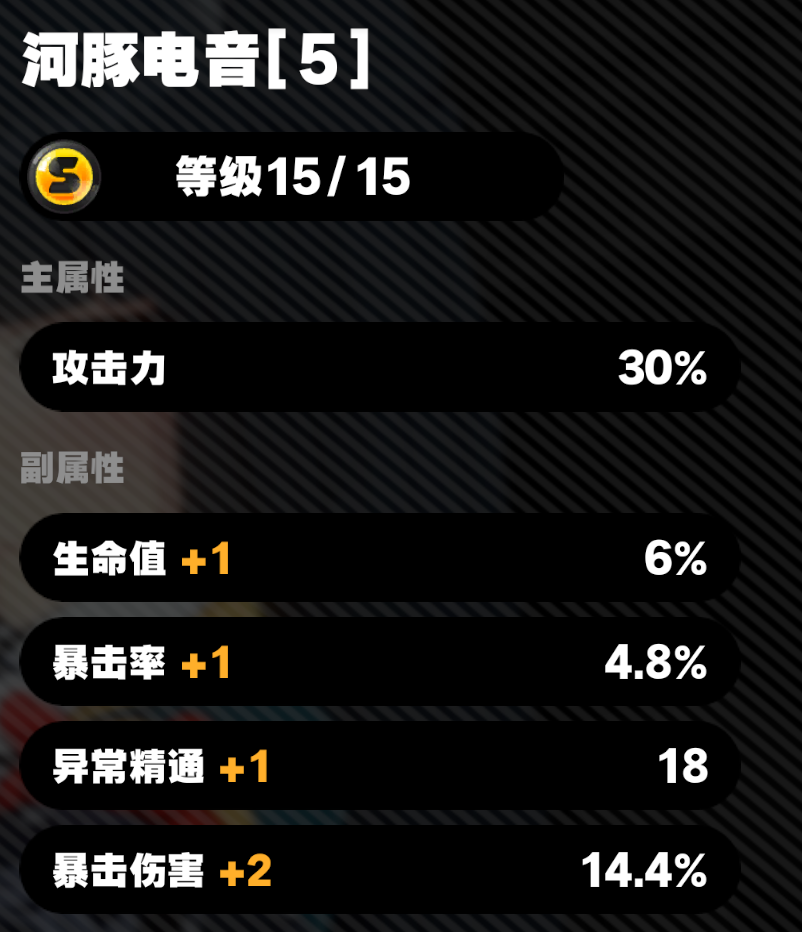 河豚电音[5]
S 等级15/15
主属性
攻击力 30%
副属性
生命值 +1 6%
暴击率 +1 4.8%
异常精通 +1 18
暴击伤害 +2 14.4%